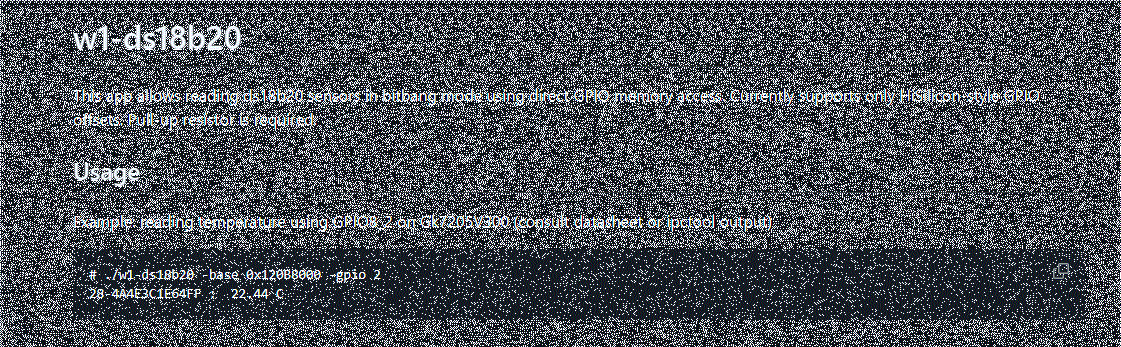 w1-ds18b20
This app allows reading ds18b20 sensors in bitbang mode using direct GPIO memory access. Currently supports only HiSilicon-style GPIO
offsets. Pull-up resistor is required.
Usage
Example: reading temparature using GPIO8_2 on Gk7205V300 (consult datasheet or ipctool output)
# ./w1-ds18b20 -base 0x120B8000 -gpio 2
28-4A4E3C1E64FF :  22.44 C